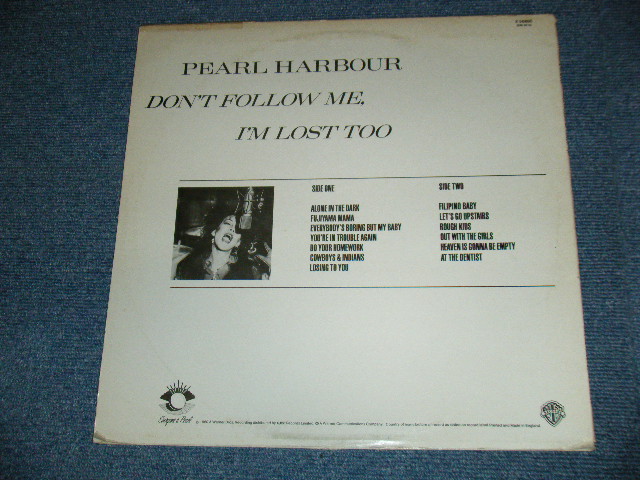 STEREO
PEARL HARBOUR
DON'T FOLLOW ME,
I'M LOST TOO
SIDE ONE
ALONE IN THE DARK
FUJIYAMA MAMA
EVERYBODY'S BORING BUT MY BABY
YOU'RE IN TROUBLE AGAIN
DO YOUR HOMEWORK
COWBOYS & INDIANS
LOSING TO YOU
SIDE TWO
FILIPINO BABY
LET'S GO UPSTAIRS
ROUGH KIDS
OUT WITH THE GIRLS
HEAVEN IS GONNA BE EMPTY
AT THE DENTIST